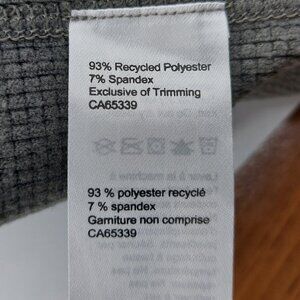 93% Recycled Polyester
7% Spandex
Exclusive of Trimming
CA65339
93 % polyester recyclé
7 % spandex
Garniture non comprise
CA65339